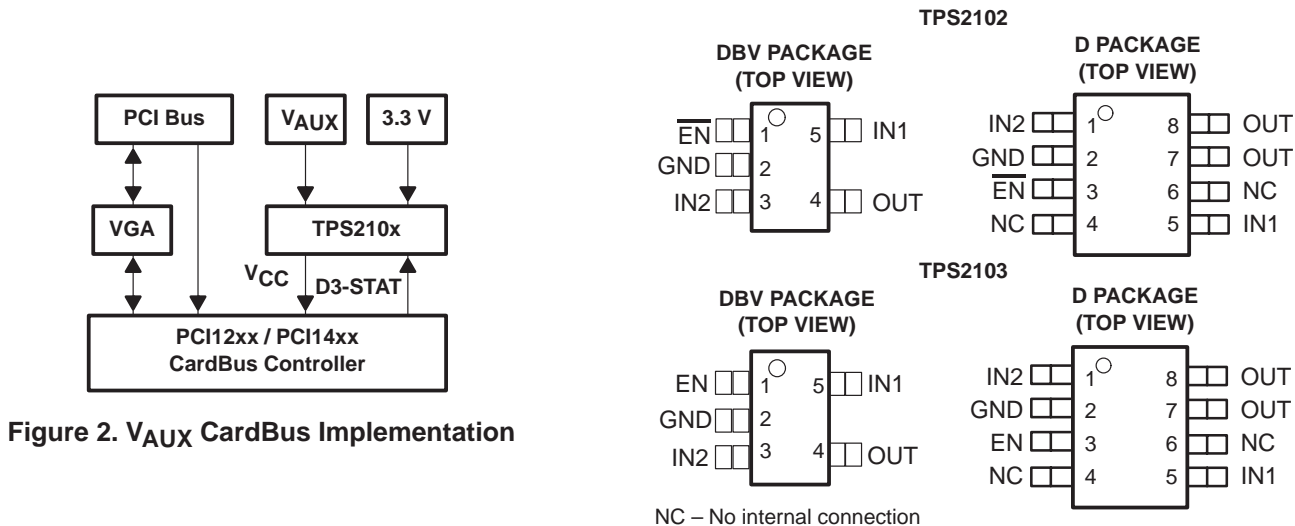 PCI Bus
VAUX
3.3 V
VGA
TPS210x
VCC
D3-STAT
PCI12xx / PCI14xx
CardBus Controller
Figure 2. VAUX CardBus Implementation
TPS2102
DBV PACKAGE
(TOP VIEW)
EN 1 5 IN1
GND 2
IN2 3 4 OUT
D PACKAGE
(TOP VIEW)
IN2 1 8 OUT
GND 2 7 OUT
EN 3 6 NC
NC 4 5 IN1
TPS2103
DBV PACKAGE
(TOP VIEW)
EN 1 5 IN1
GND 2
IN2 3 4 OUT
D PACKAGE
(TOP VIEW)
IN2 1 8 OUT
GND 2 7 OUT
EN 3 6 NC
NC 4 5 IN1
NC – No internal connection